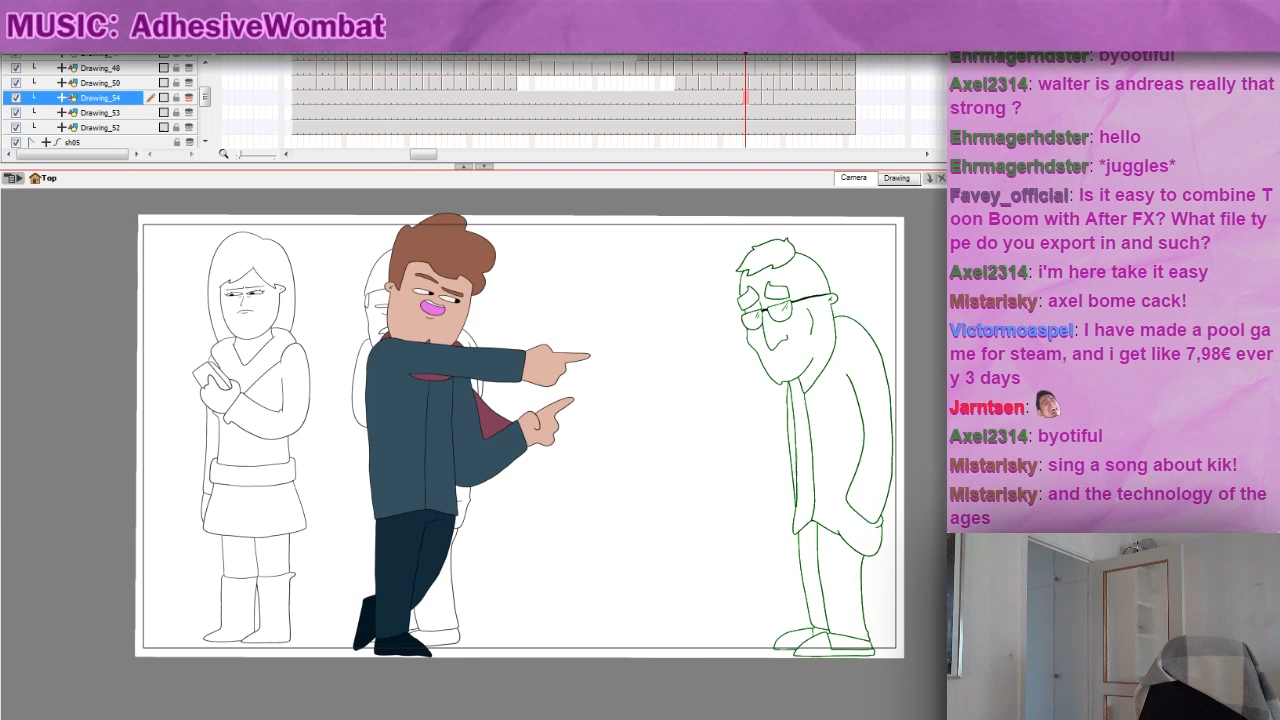 MUSIC: AdhesiveWombat
Drawing_48
Drawing_50
Drawing_54
Drawing_53
Drawing_52
sh05
Top
Camera
Drawing
Ehrmagerhdster: byootiful
Axel2314: walter is andreas really that
strong ?
Ehrmagerhdster: hello
Ehrmagerhdster: *juggles*
Favey_official: Is it easy to combine T
oon Boom with After FX? What file ty
pe do you export in and such?
Axel2314: i'm here take it easy
Mistarisky: axel bome cack!
Victormoaspel: I have made a pool ga
me for steam, and i get like 7,98€ ever
y 3 days
Jarntsen:
Axel2314: byotiful
Mistarisky: sing a song about kik!
Mistarisky: and the technology of the
ages